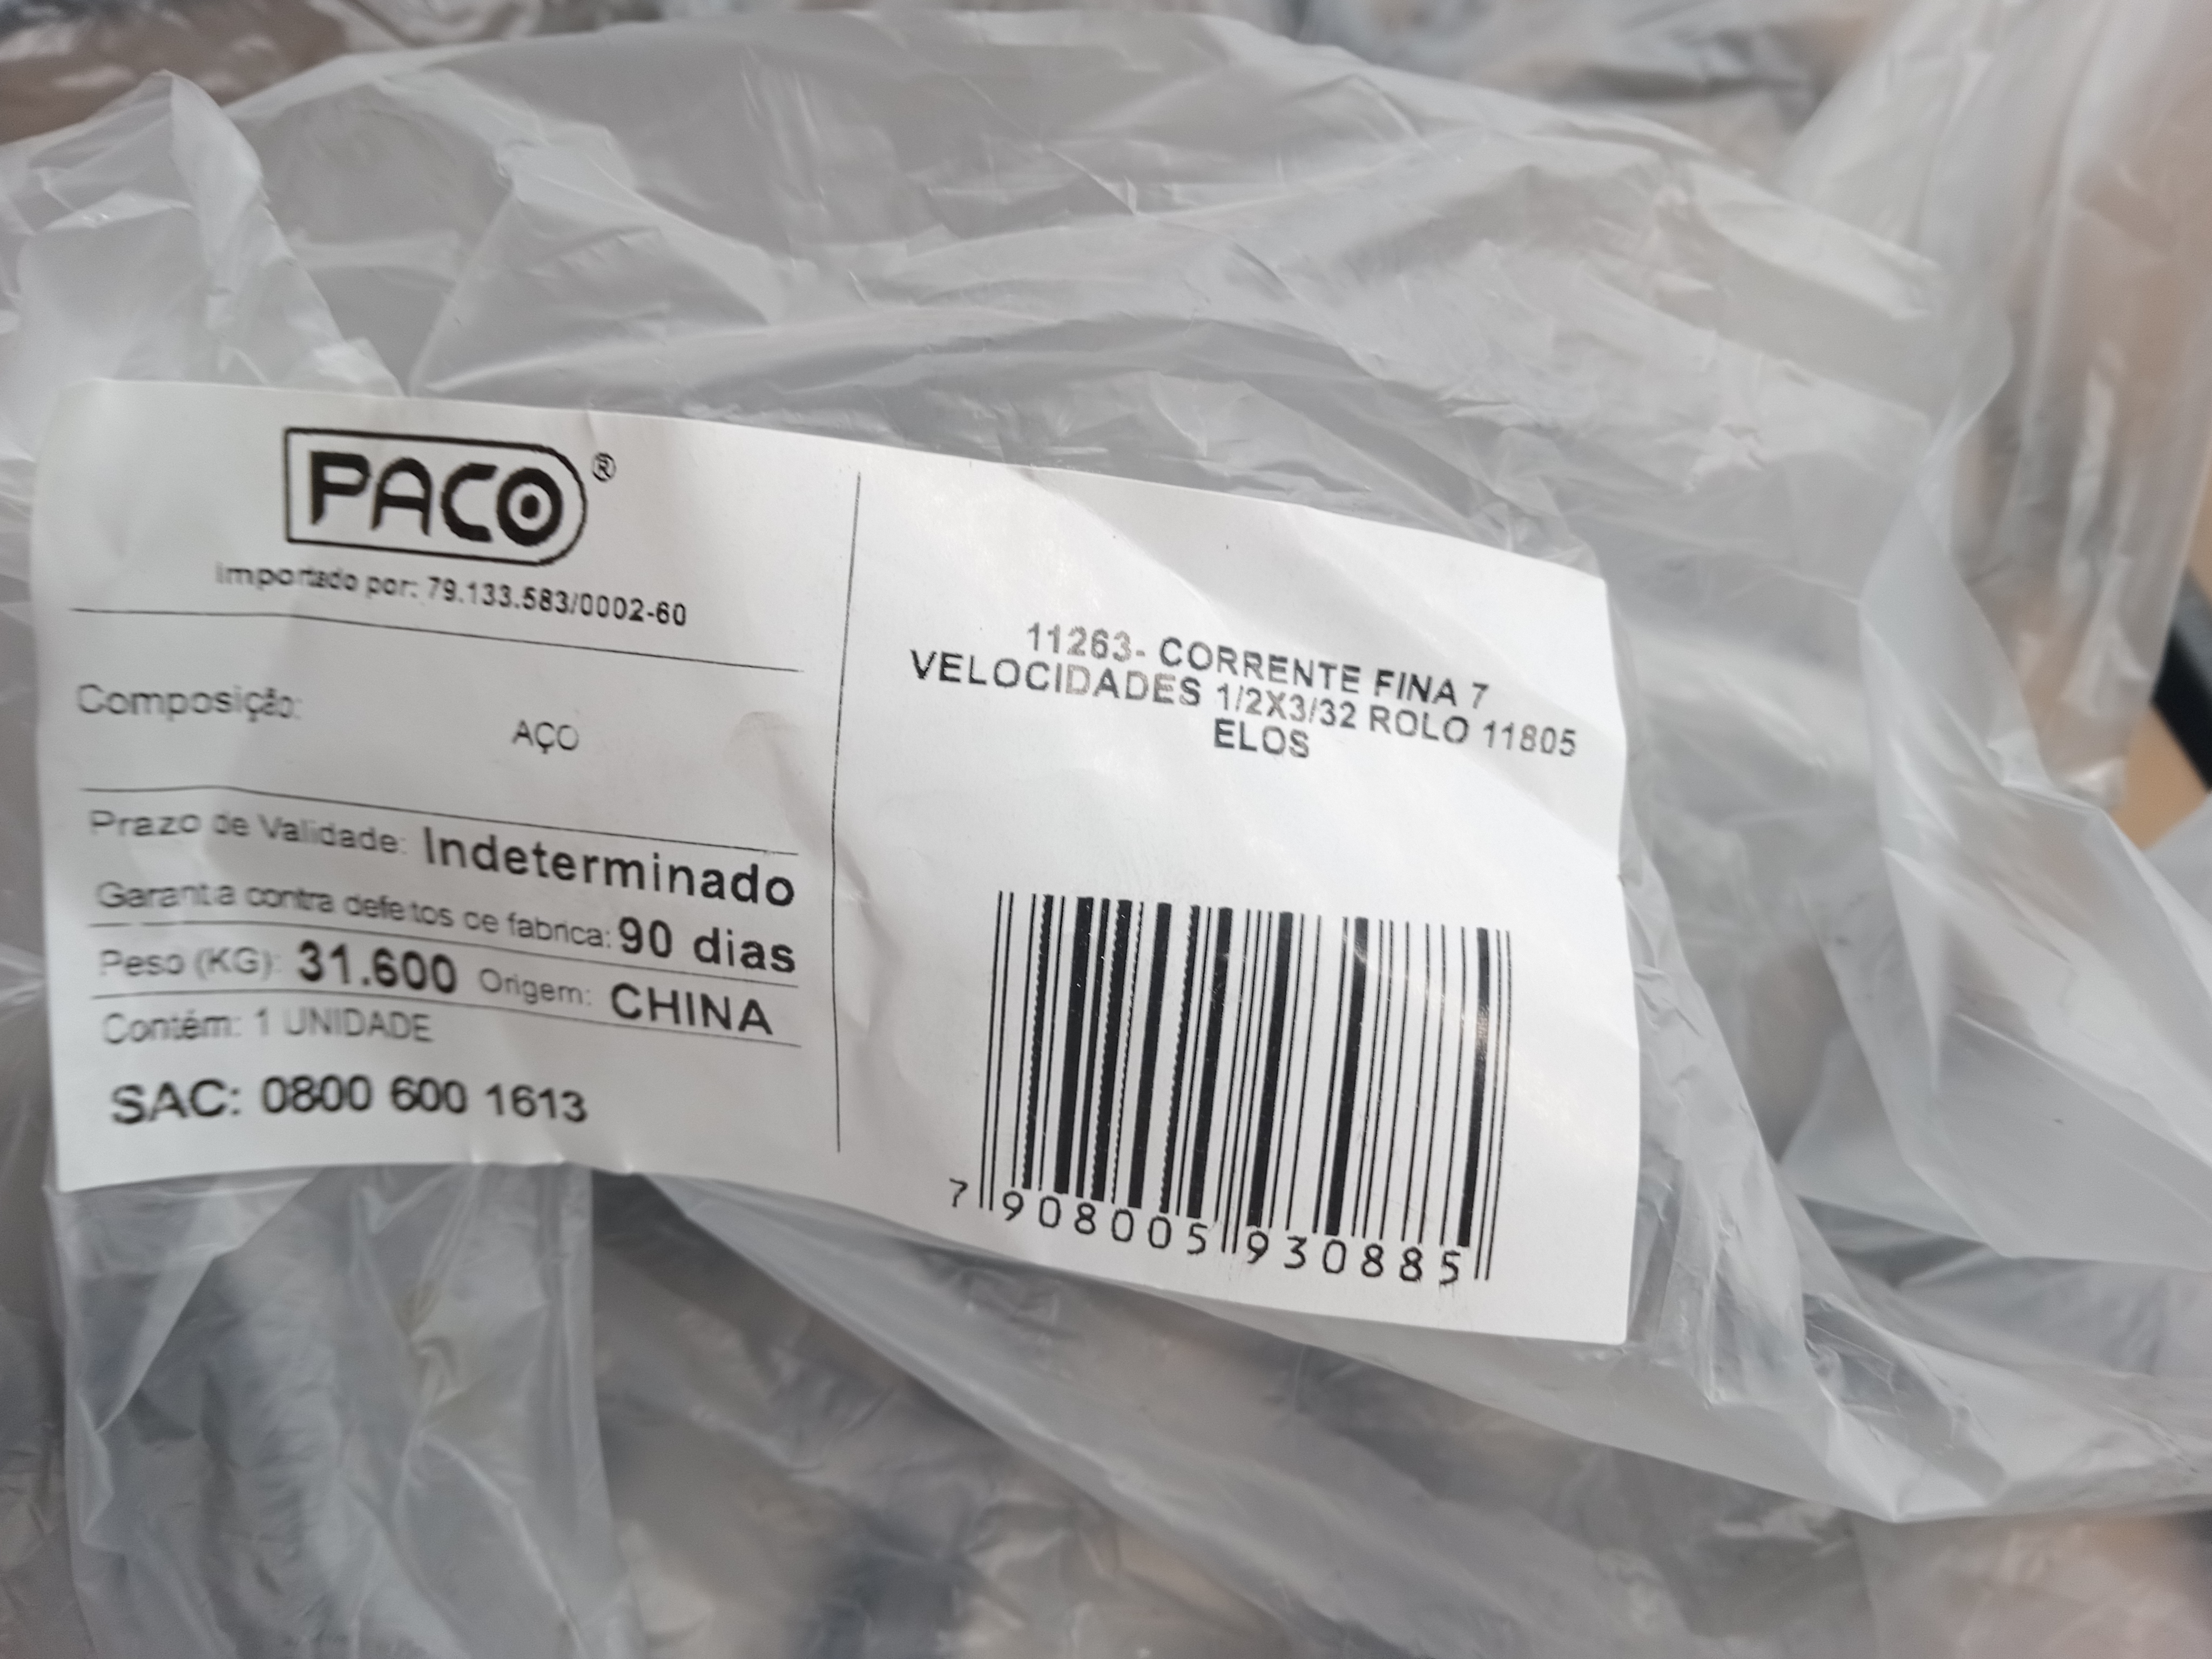 PACO®
Importado por: 79.133.583/0002-60
Composição:
AÇO
Prazo de Validade: Indeterminado
Garantia contra defeitos de fabrica: 90 dias
Peso (KG): 31.600 Origem: CHINA
Contém: 1 UNIDADE
SAC: 0800 600 1613
11263- CORRENTE FINA 7
VELOCIDADES 1/2X3/32 ROLO 11805
ELOS
7 908005 930885